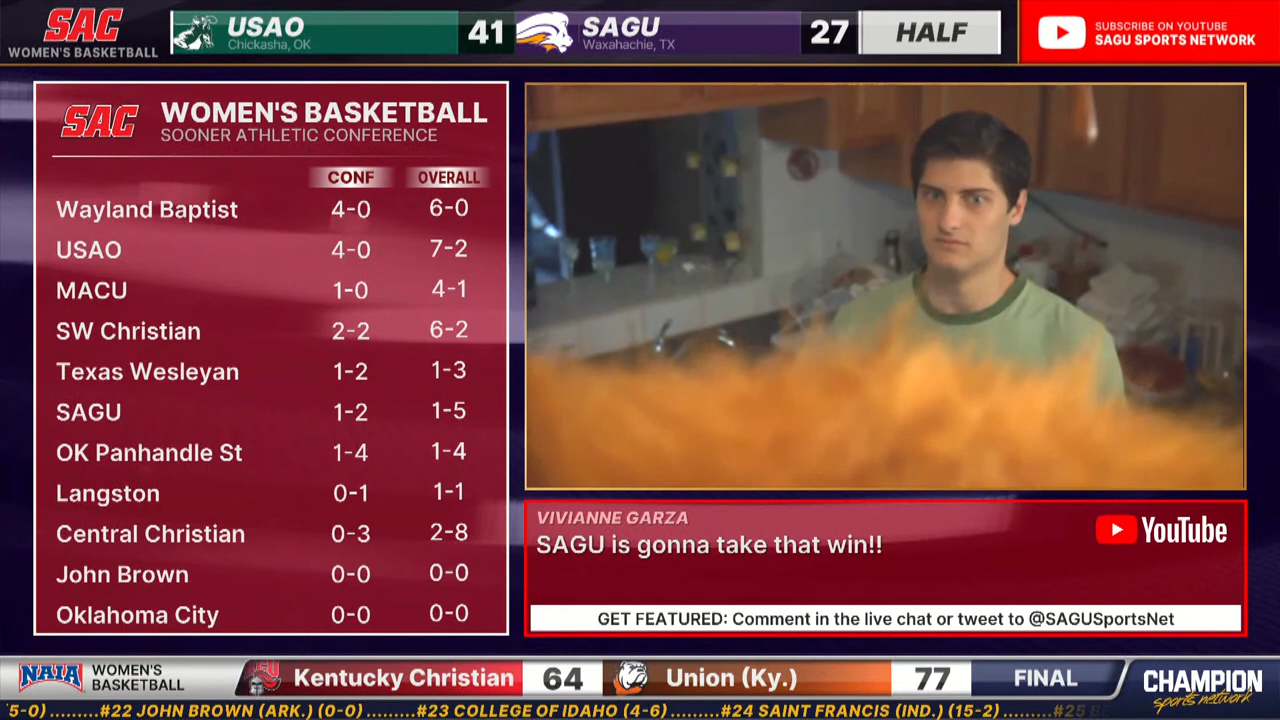 SAC
WOMEN'S BASKETBALL
USAO
Chickasha, OK
41
SAGU
Waxahachie, TX
27
HALF
SUBSCRIBE ON YOUTUBE
SAGU SPORTS NETWORK
SAC
WOMEN'S BASKETBALL
SOONER ATHLETIC CONFERENCE
CONF OVERALL
Wayland Baptist 4-0 6-0
USAO 4-0 7-2
MACU 1-0 4-1
SW Christian 2-2 6-2
Texas Wesleyan 1-2 1-3
SAGU 1-2 1-5
OK Panhandle St 1-4 1-4
Langston 0-1 1-1
Central Christian 0-3 2-8
John Brown 0-0 0-0
Oklahoma City 0-0 0-0
VIVIANNE GARZA
SAGU is gonna take that win!!
YouTube
GET FEATURED: Comment in the live chat or tweet to @SAGUSportsNet
NAIA
WOMEN'S
BASKETBALL
Kentucky Christian 64 Union (Ky.) 77 FINAL
CHAMPION
sports network
5-0) ........#22 JOHN BROWN (ARK.) (0-0) ........#23 COLLEGE OF IDAHO (4-6) ........#24 SAINT FRANCIS (IND.) (15-2) ........#25